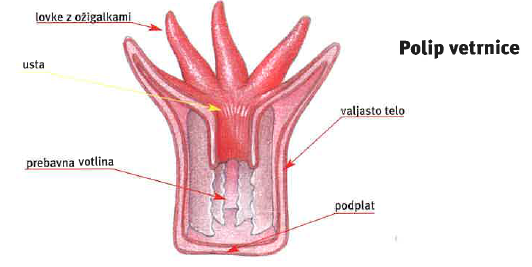 lovke z ožigalkami
Polip vetrnice
usta
valjasto telo
prebavna votlina
podplat